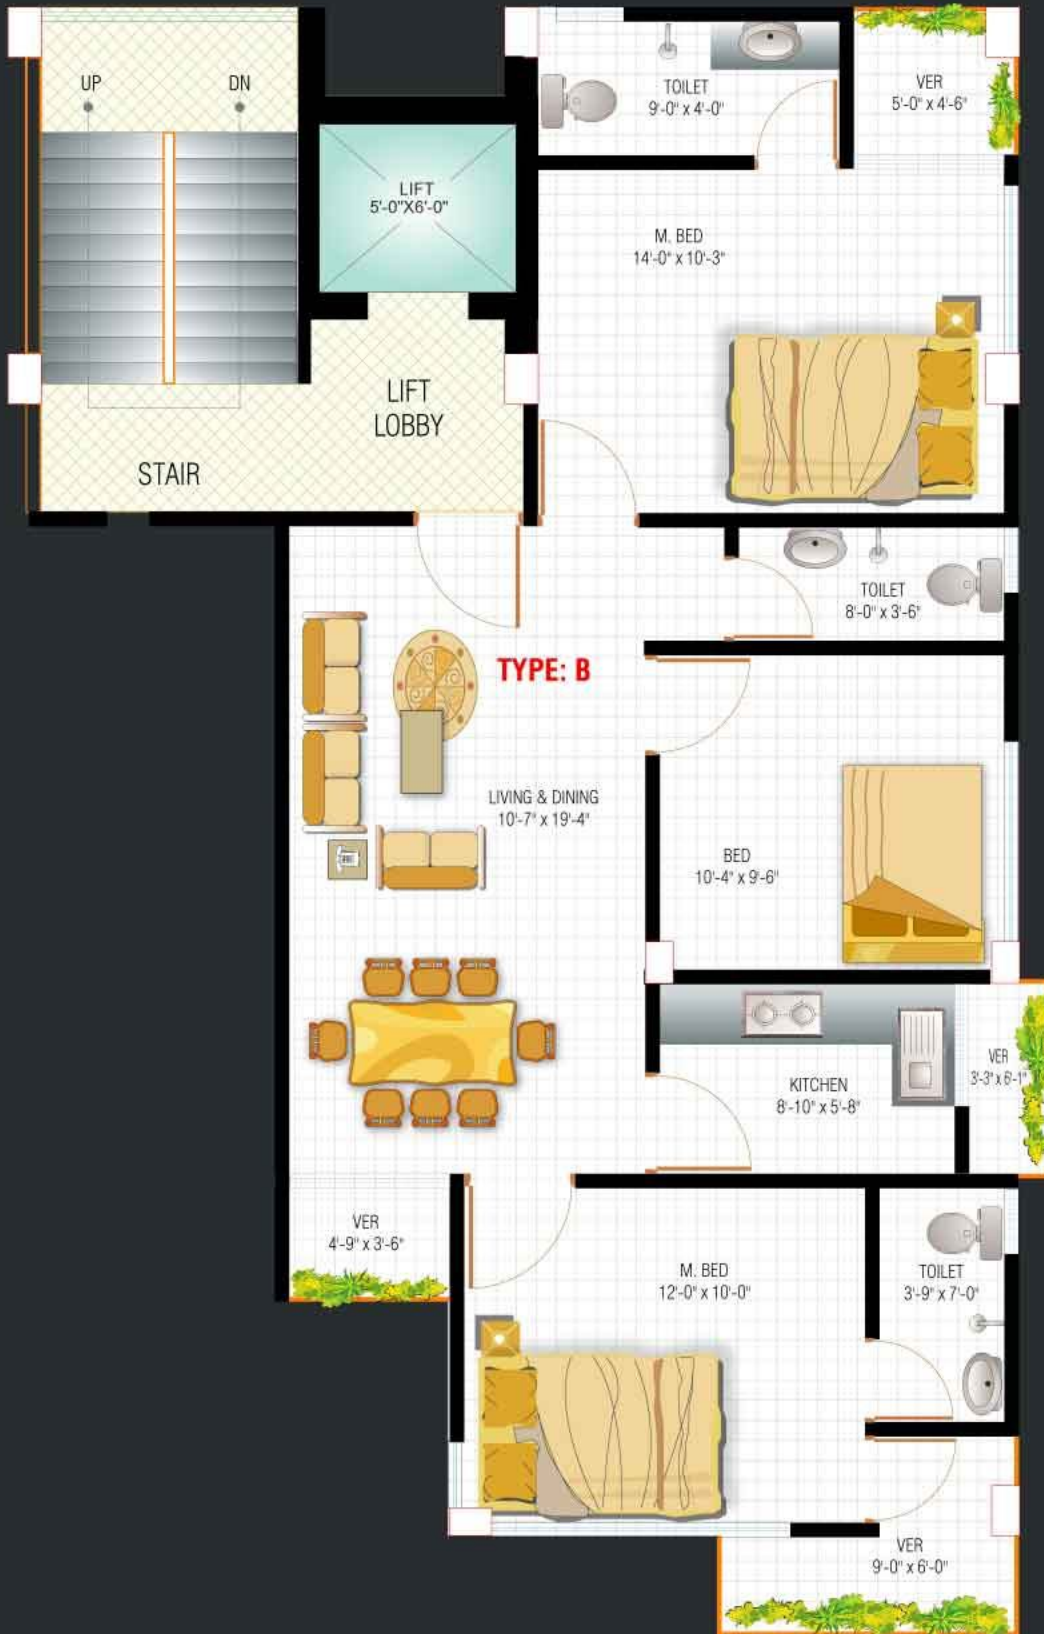 UP
DN
LIFT
5'-0"X6'-0"
TOILET
9'-0" x 4'-0"
VER
5'-0" x 4'-6"
M. BED
14'-0" x 10'-3"
LIFT
LOBBY
STAIR
TOILET
8'-0" x 3'-6"
TYPE: B
LIVING & DINING
10'-7" x 19'-4"
BED
10'-4" x 9'-6"
KITCHEN
8'-10" x 5'-8"
VER
3'-3" x 6'-1"
VER
4'-9" x 3'-6"
M. BED
12'-0" x 10'-0"
TOILET
3'-9" x 7'-0"
VER
9'-0" x 6'-0"